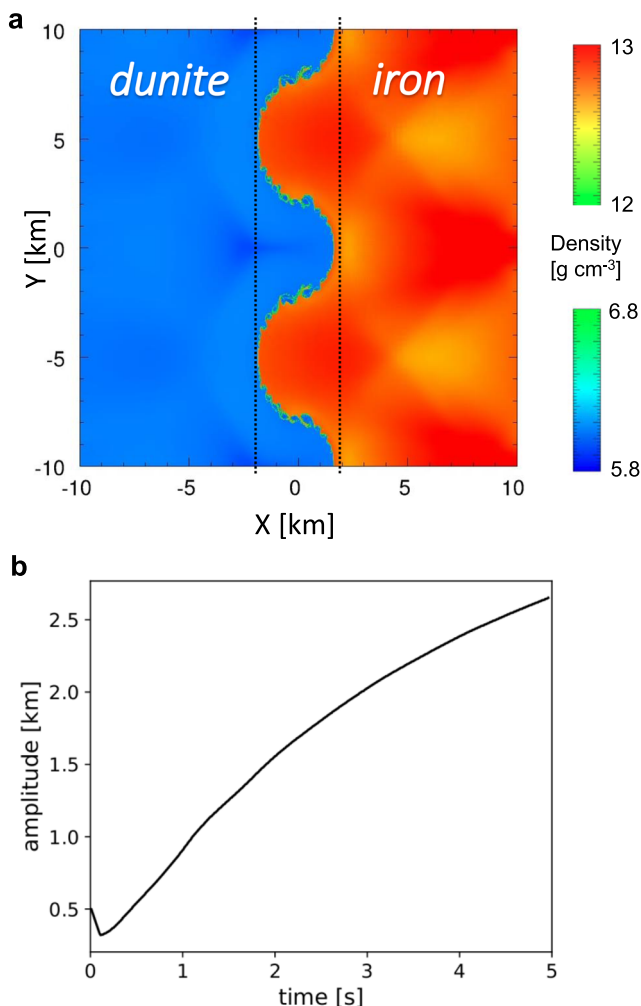 a
dunite
iron
10
5
0
-5
-10
Y [km]
-10
-5
0
5
10
X [km]
13
12
Density
[g cm⁻³]
6.8
5.8
b
2.5
2.0
1.5
1.0
0.5
amplitude [km]
0
1
2
3
4
5
time [s]